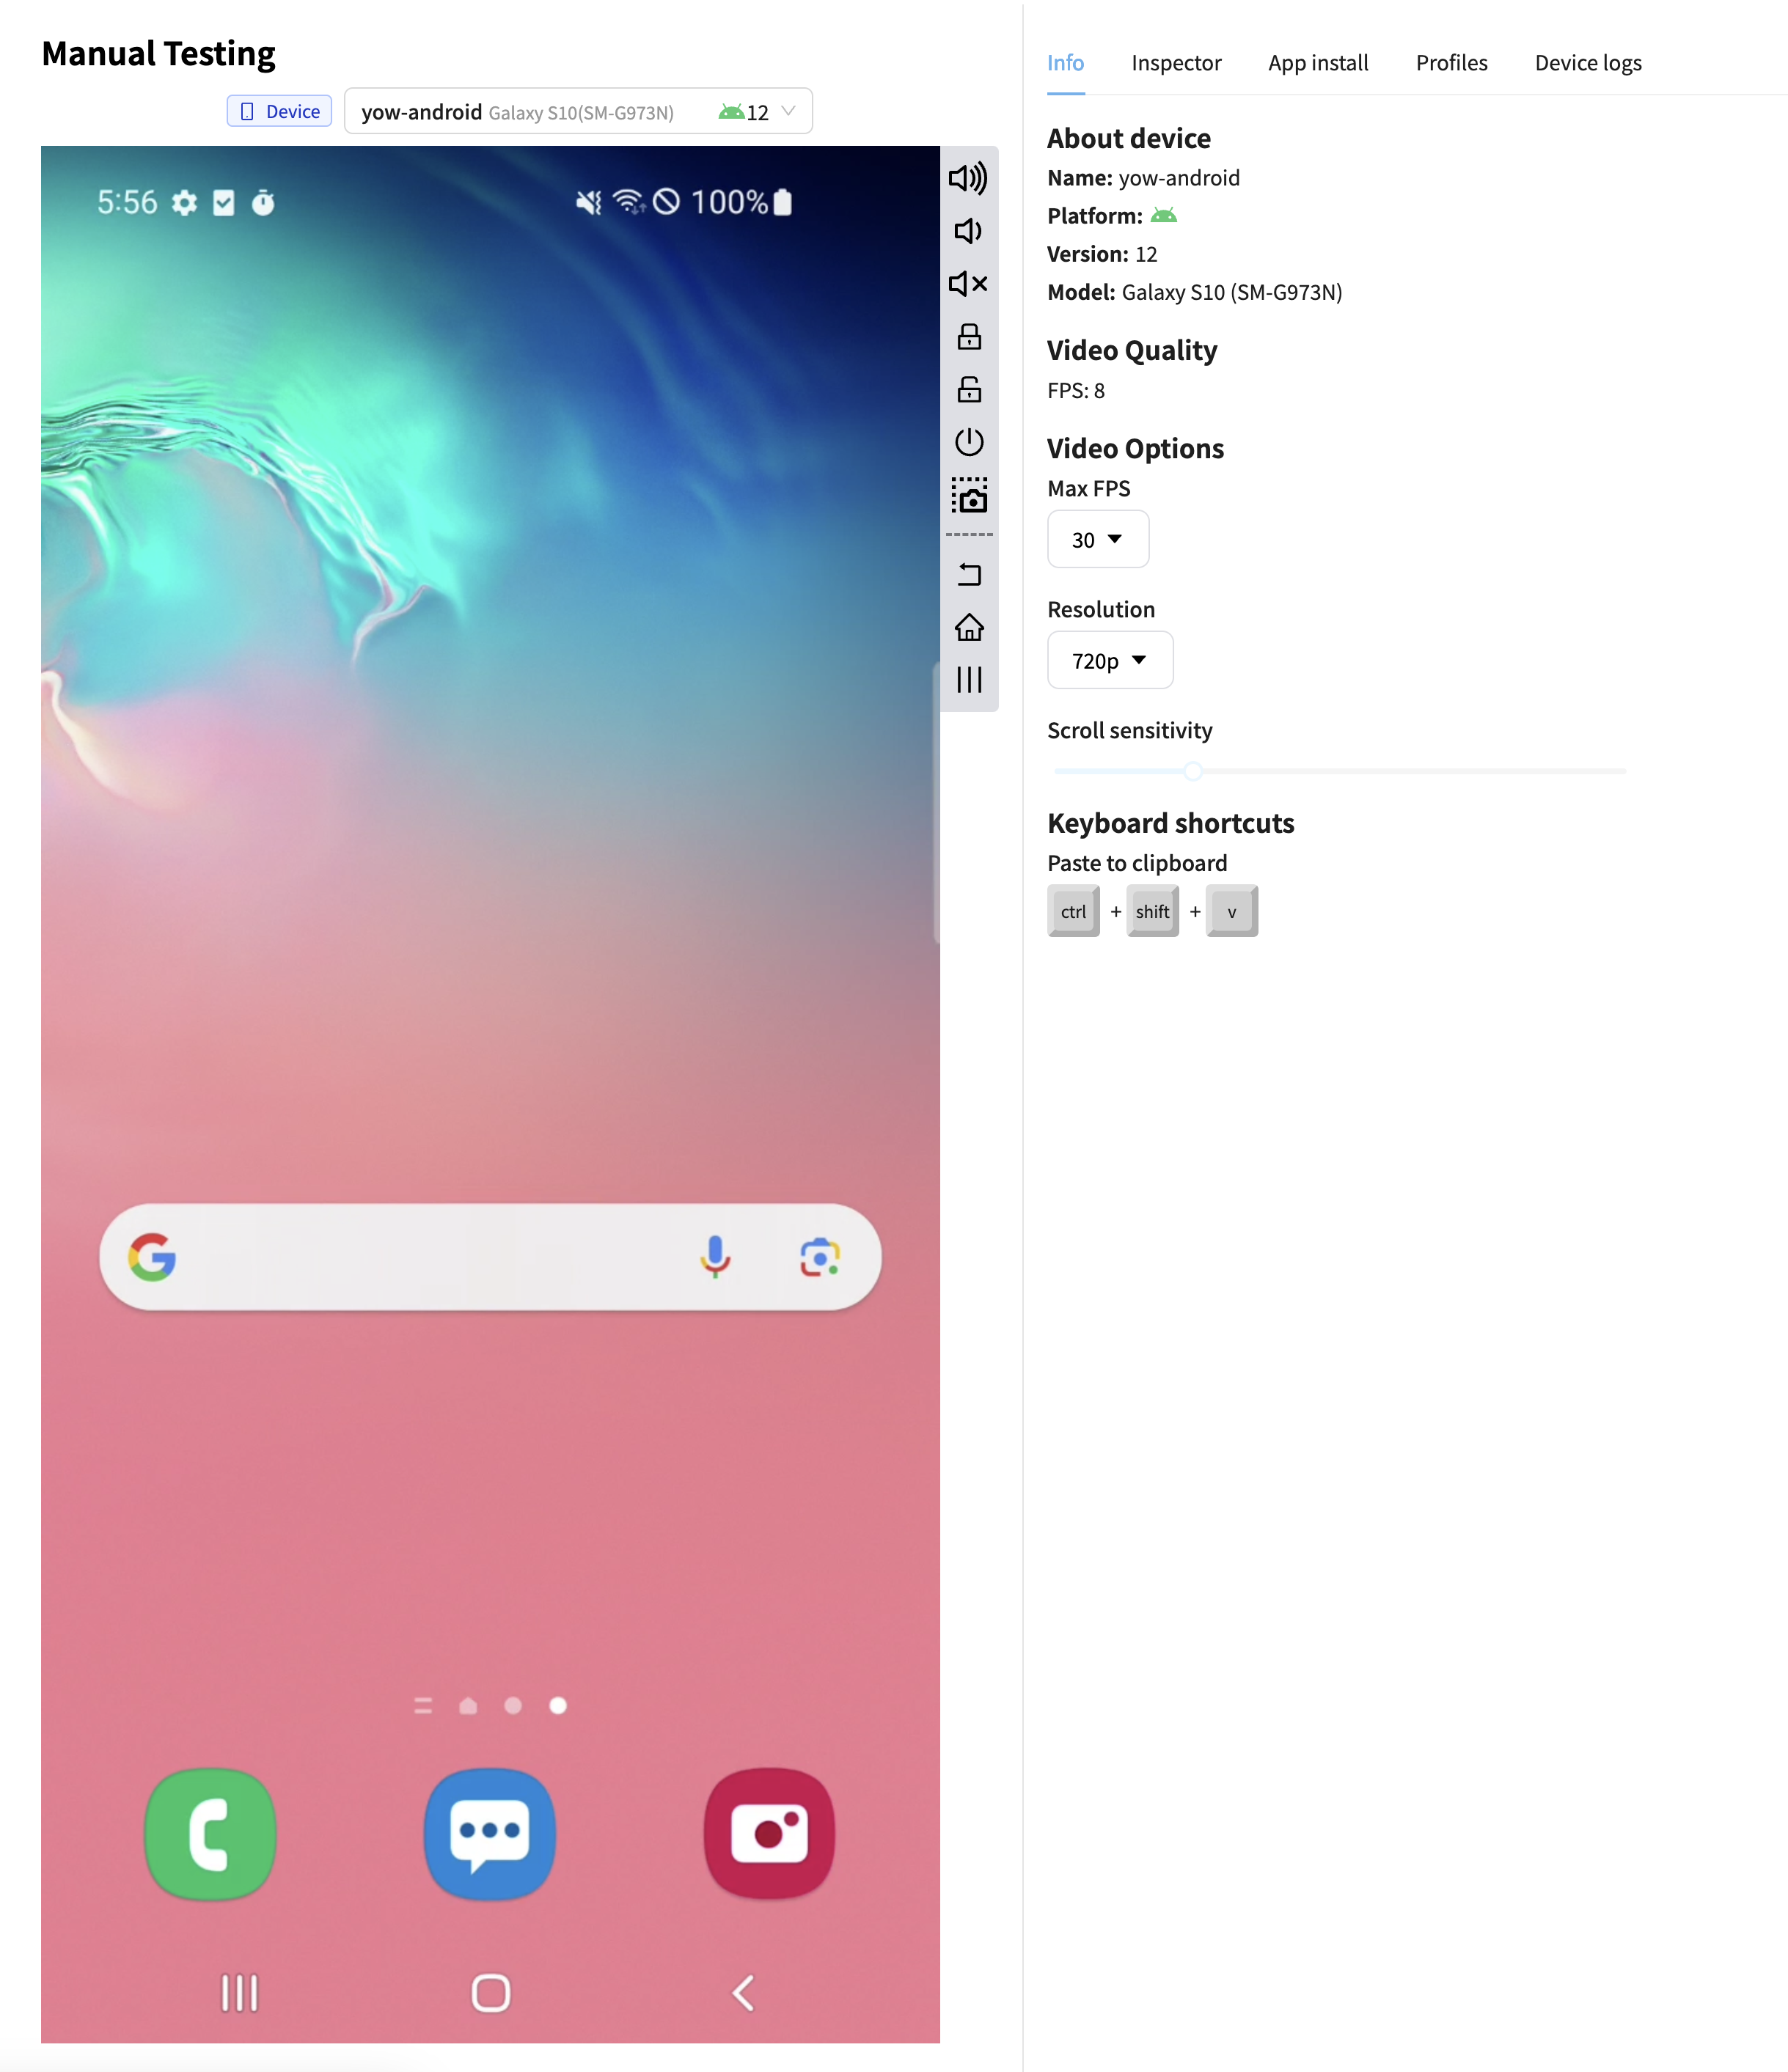 Manual Testing
Device
yow-android Galaxy S10(SM-G973N) 12
5:56 100%
Info Inspector App install Profiles Device logs
About device
Name: yow-android
Platform:
Version: 12
Model: Galaxy S10 (SM-G973N)
Video Quality
FPS: 8
Video Options
Max FPS
30
Resolution
720p
Scroll sensitivity
Keyboard shortcuts
Paste to clipboard
ctrl + shift + v